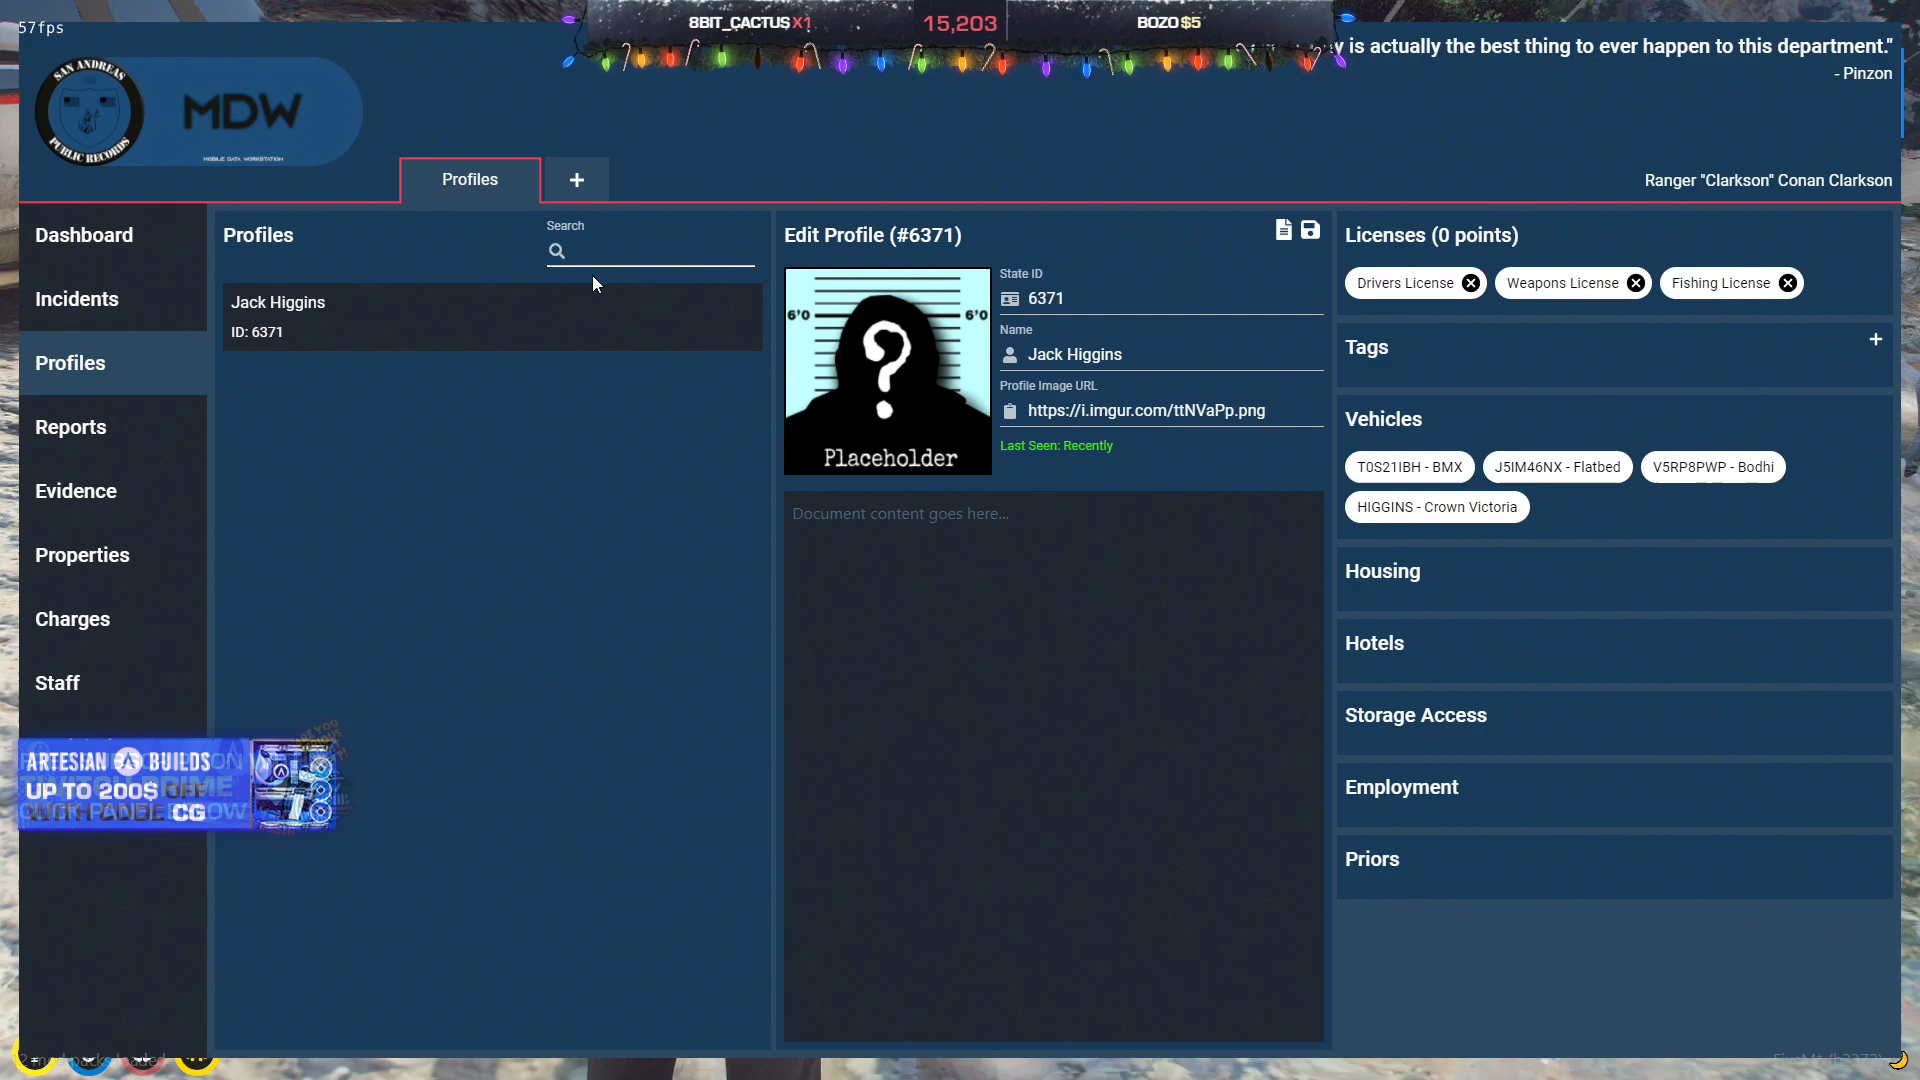 57fps
8BIT_CACTUS X1
15,203
BOZO $5
y is actually the best thing to ever happen to this department."
- Pinzon
SAN ANDREAS
PUBLIC RECORDS
MDW
MOBILE DATA WORKSTATION
Profiles
+
Ranger "Clarkson" Conan Clarkson
Dashboard
Incidents
Profiles
Reports
Evidence
Properties
Charges
Staff
Profiles
Search
Jack Higgins
ID: 6371
Edit Profile (#6371)
6'0 6'0
Placeholder
State ID
6371
Name
Jack Higgins
Profile Image URL
https://i.imgur.com/ttNVaPp.png
Last Seen: Recently
Document content goes here...
Licenses (0 points)
Drivers License
Weapons License
Fishing License
Tags
+
Vehicles
T0S21IBH - BMX
J5IM46NX - Flatbed
V5RP8PWP - Bodhi
HIGGINS - Crown Victoria
Housing
Hotels
Storage Access
Employment
Priors
ARTESIAN BUILDS
UP TO 200$
CG